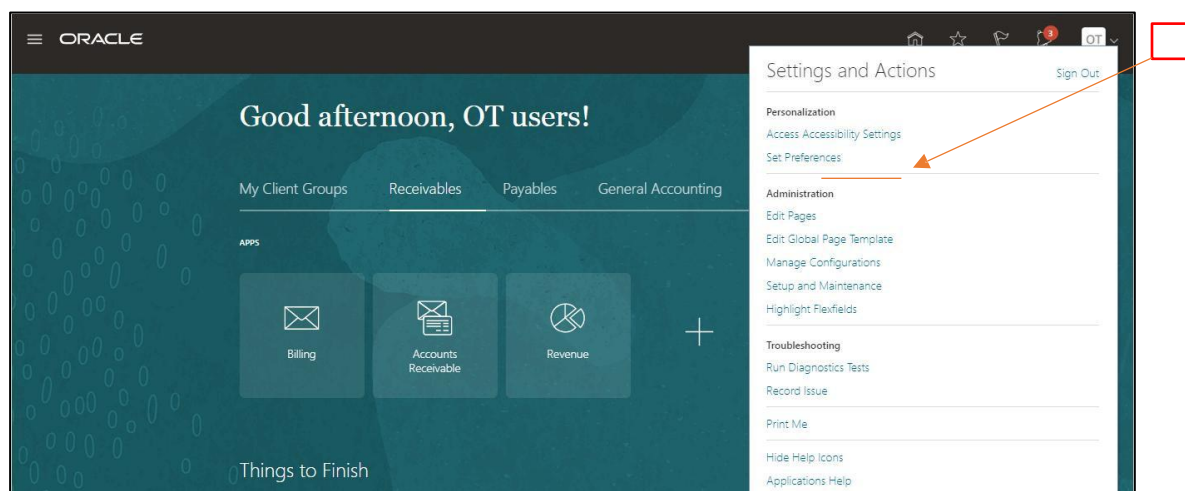 ORACLE
3
OT
Settings and Actions
Sign Out
Good afternoon, OT users!
Personalization
Access Accessibility Settings
Set Preferences
My Client Groups Receivables Payables General Accounting
Administration
Edit Pages
APPS
Edit Global Page Template
Manage Configurations
Setup and Maintenance
Highlight Flexfields
Billing
Accounts
Receivable
Revenue
Troubleshooting
Run Diagnostics Tests
Record Issue
Print Me
Things to Finish
Hide Help Icons
Applications Help